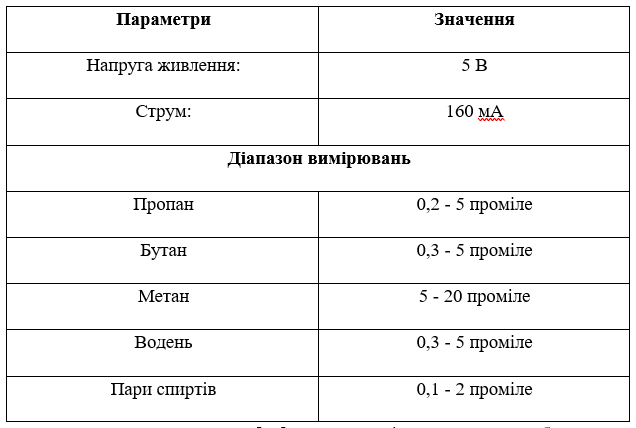 Параметри Значення
Напруга живлення: 5 В
Струм: 160 мА
Діапазон вимірювань
Пропан 0,2 - 5 проміле
Бутан 0,3 - 5 проміле
Метан 5 - 20 проміле
Водень 0,3 - 5 проміле
Пари спиртів 0,1 - 2 проміле